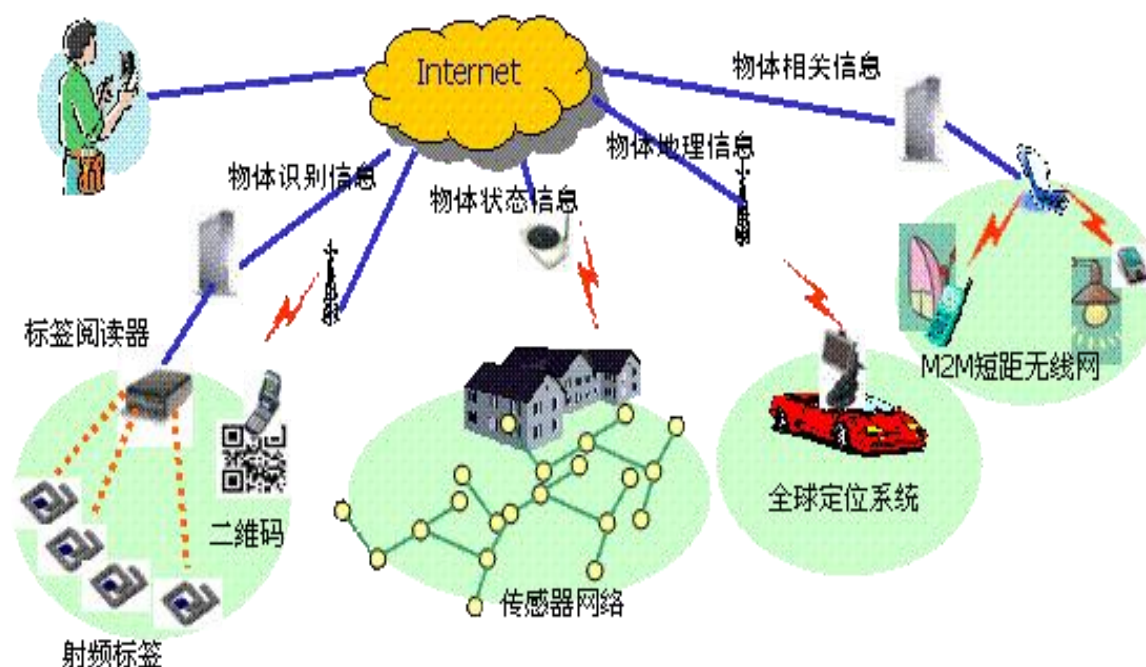 Internet
物体相关信息
物体地理信息
物体识别信息
物体状态信息
标签阅读器
M2M短距无线网
全球定位系统
二维码
传感器网络
射频标签